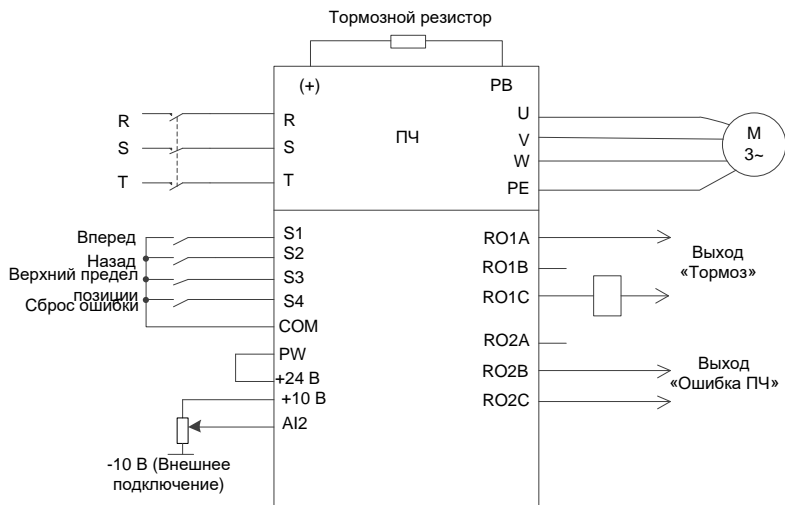 Тормозной резистор
(+)
PB
R
S
T
R
S
T
ПЧ
U
V
W
PE
M
3~
Вперед
Назад
Верхний предел
позиции
Сброс ошибки
S1
S2
S3
S4
COM
PW
+24 В
+10 В
AI2
-10 В (Внешнее
подключение)
RO1A
RO1B
RO1C
RO2A
RO2B
RO2C
Выход
«Тормоз»
Выход
«Ошибка ПЧ»